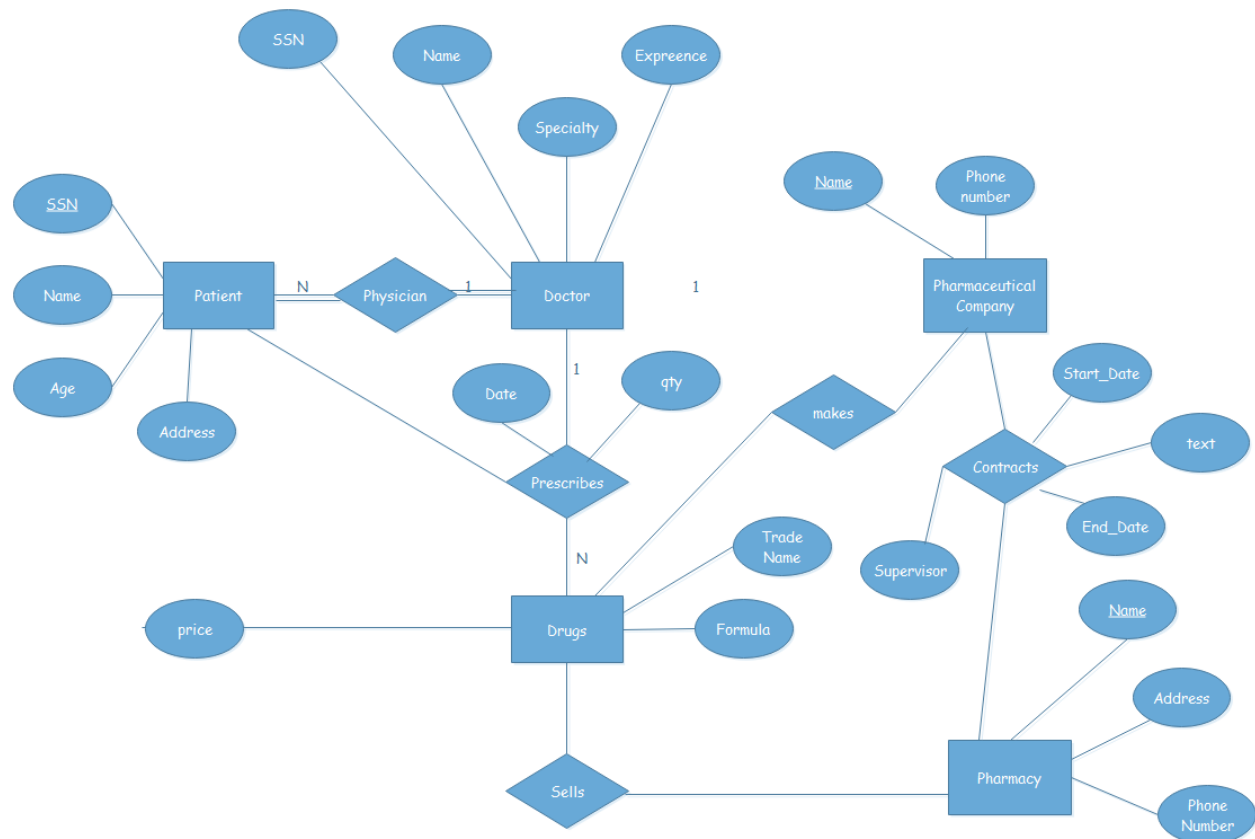 SSN
Name
Expreence
Specialty
Name
Phone
number
SSN
Name
Patient
N
Physician
1
Doctor
1
Pharmaceutical
Company
Age
Address
1
Date
qty
makes
Start_Date
text
Contracts
Prescribes
End_Date
Supervisor
N
Trade
Name
Name
price
Drugs
Formula
Address
Pharmacy
Sells
Phone
Number